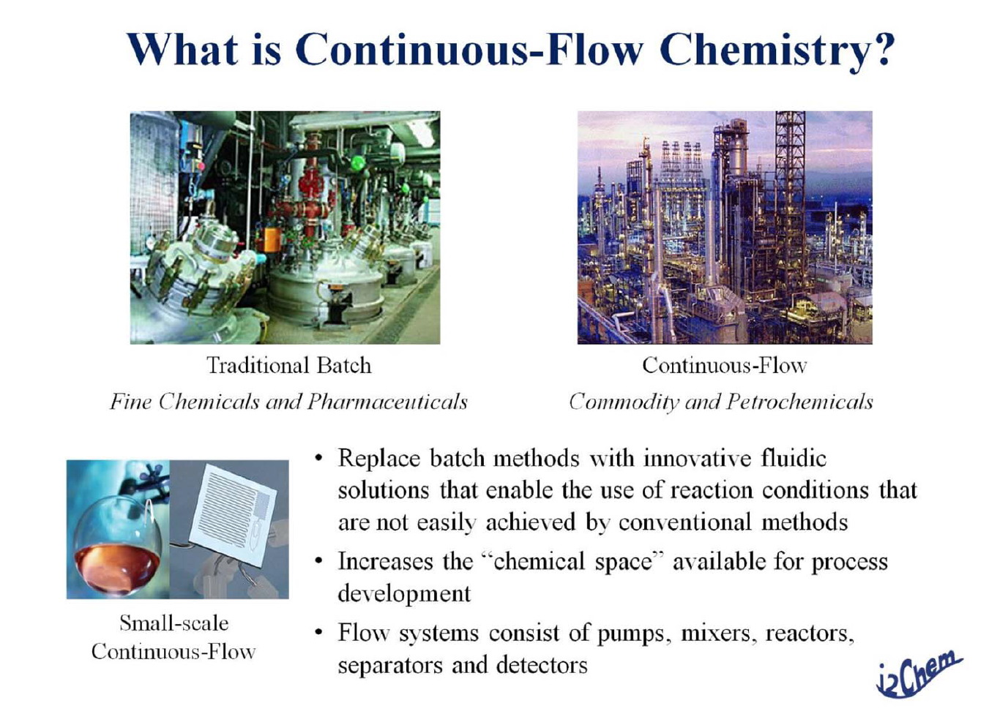 What is Continuous-Flow Chemistry?
Traditional Batch
Fine Chemicals and Pharmaceuticals
Continuous-Flow
Commodity and Petrochemicals
Small-scale
Continuous-Flow
• Replace batch methods with innovative fluidic
solutions that enable the use of reaction conditions that
are not easily achieved by conventional methods
• Increases the “chemical space” available for process
development
• Flow systems consist of pumps, mixers, reactors,
separators and detectors
i2Chem